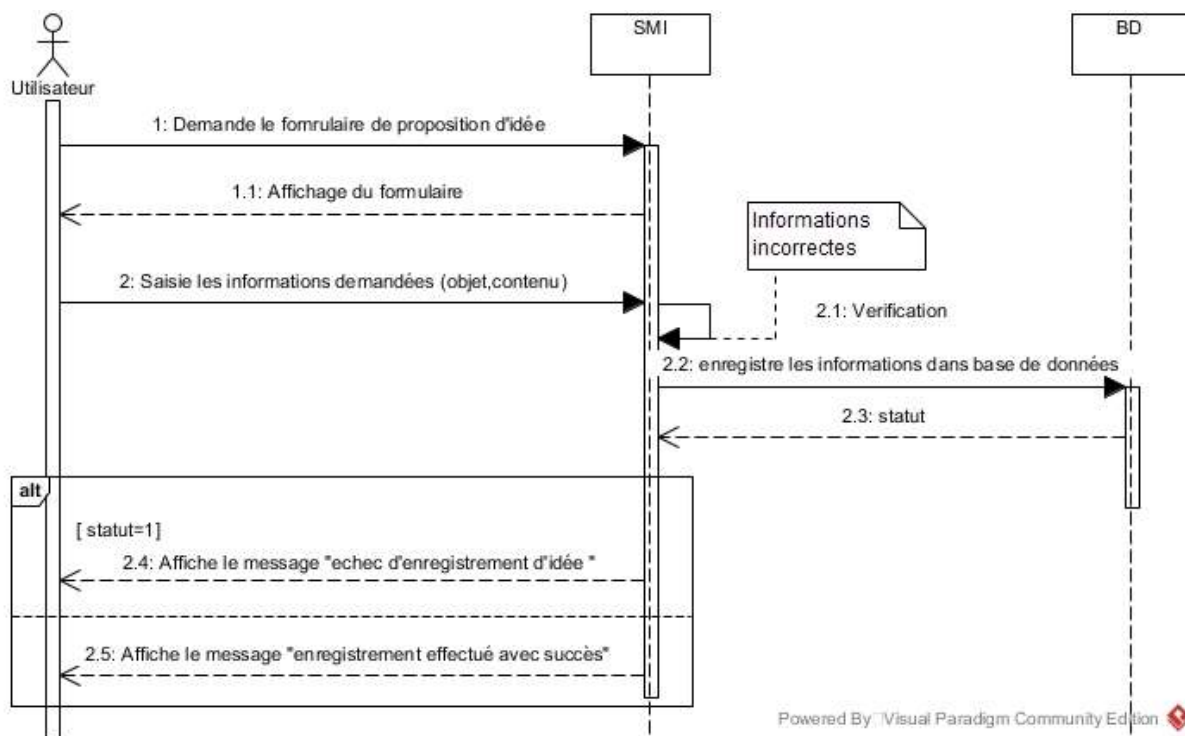 SMI
BD
Utilisateur
1: Demande le fomrulaire de proposition d'idée
1.1: Affichage du formulaire
Informations
incorrectes
2: Saisie les informations demandées (objet,contenu)
2.1: Verification
2.2: enregistre les informations dans base de données
2.3: statut
alt
[ statut=1]
2.4: Affiche le message "echec d'enregistrement d'idée "
2.5: Affiche le message "enregistrement effectué avec succès"
Powered By Visual Paradigm Community Edition